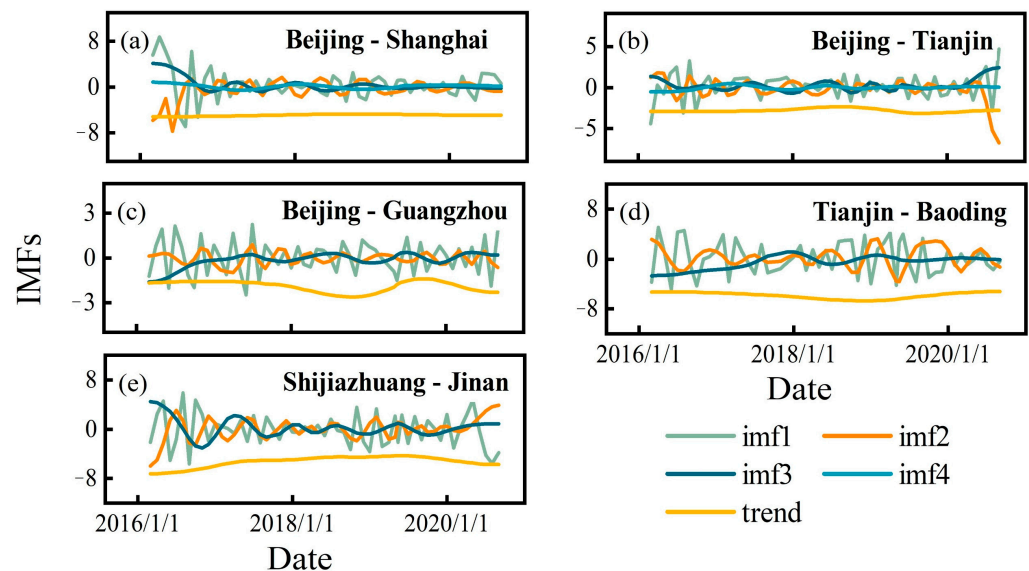 (a) Beijing - Shanghai
8
0
-8
(b) Beijing - Tianjin
5
0
-5
(c) Beijing - Guangzhou
3
0
-3
(d) Tianjin - Baoding
8
0
-8
2016/1/1 2018/1/1 2020/1/1
Date
(e) Shijiazhuang - Jinan
8
0
-8
2016/1/1 2018/1/1 2020/1/1
Date
IMFs
imf1 imf2
imf3 imf4
trend